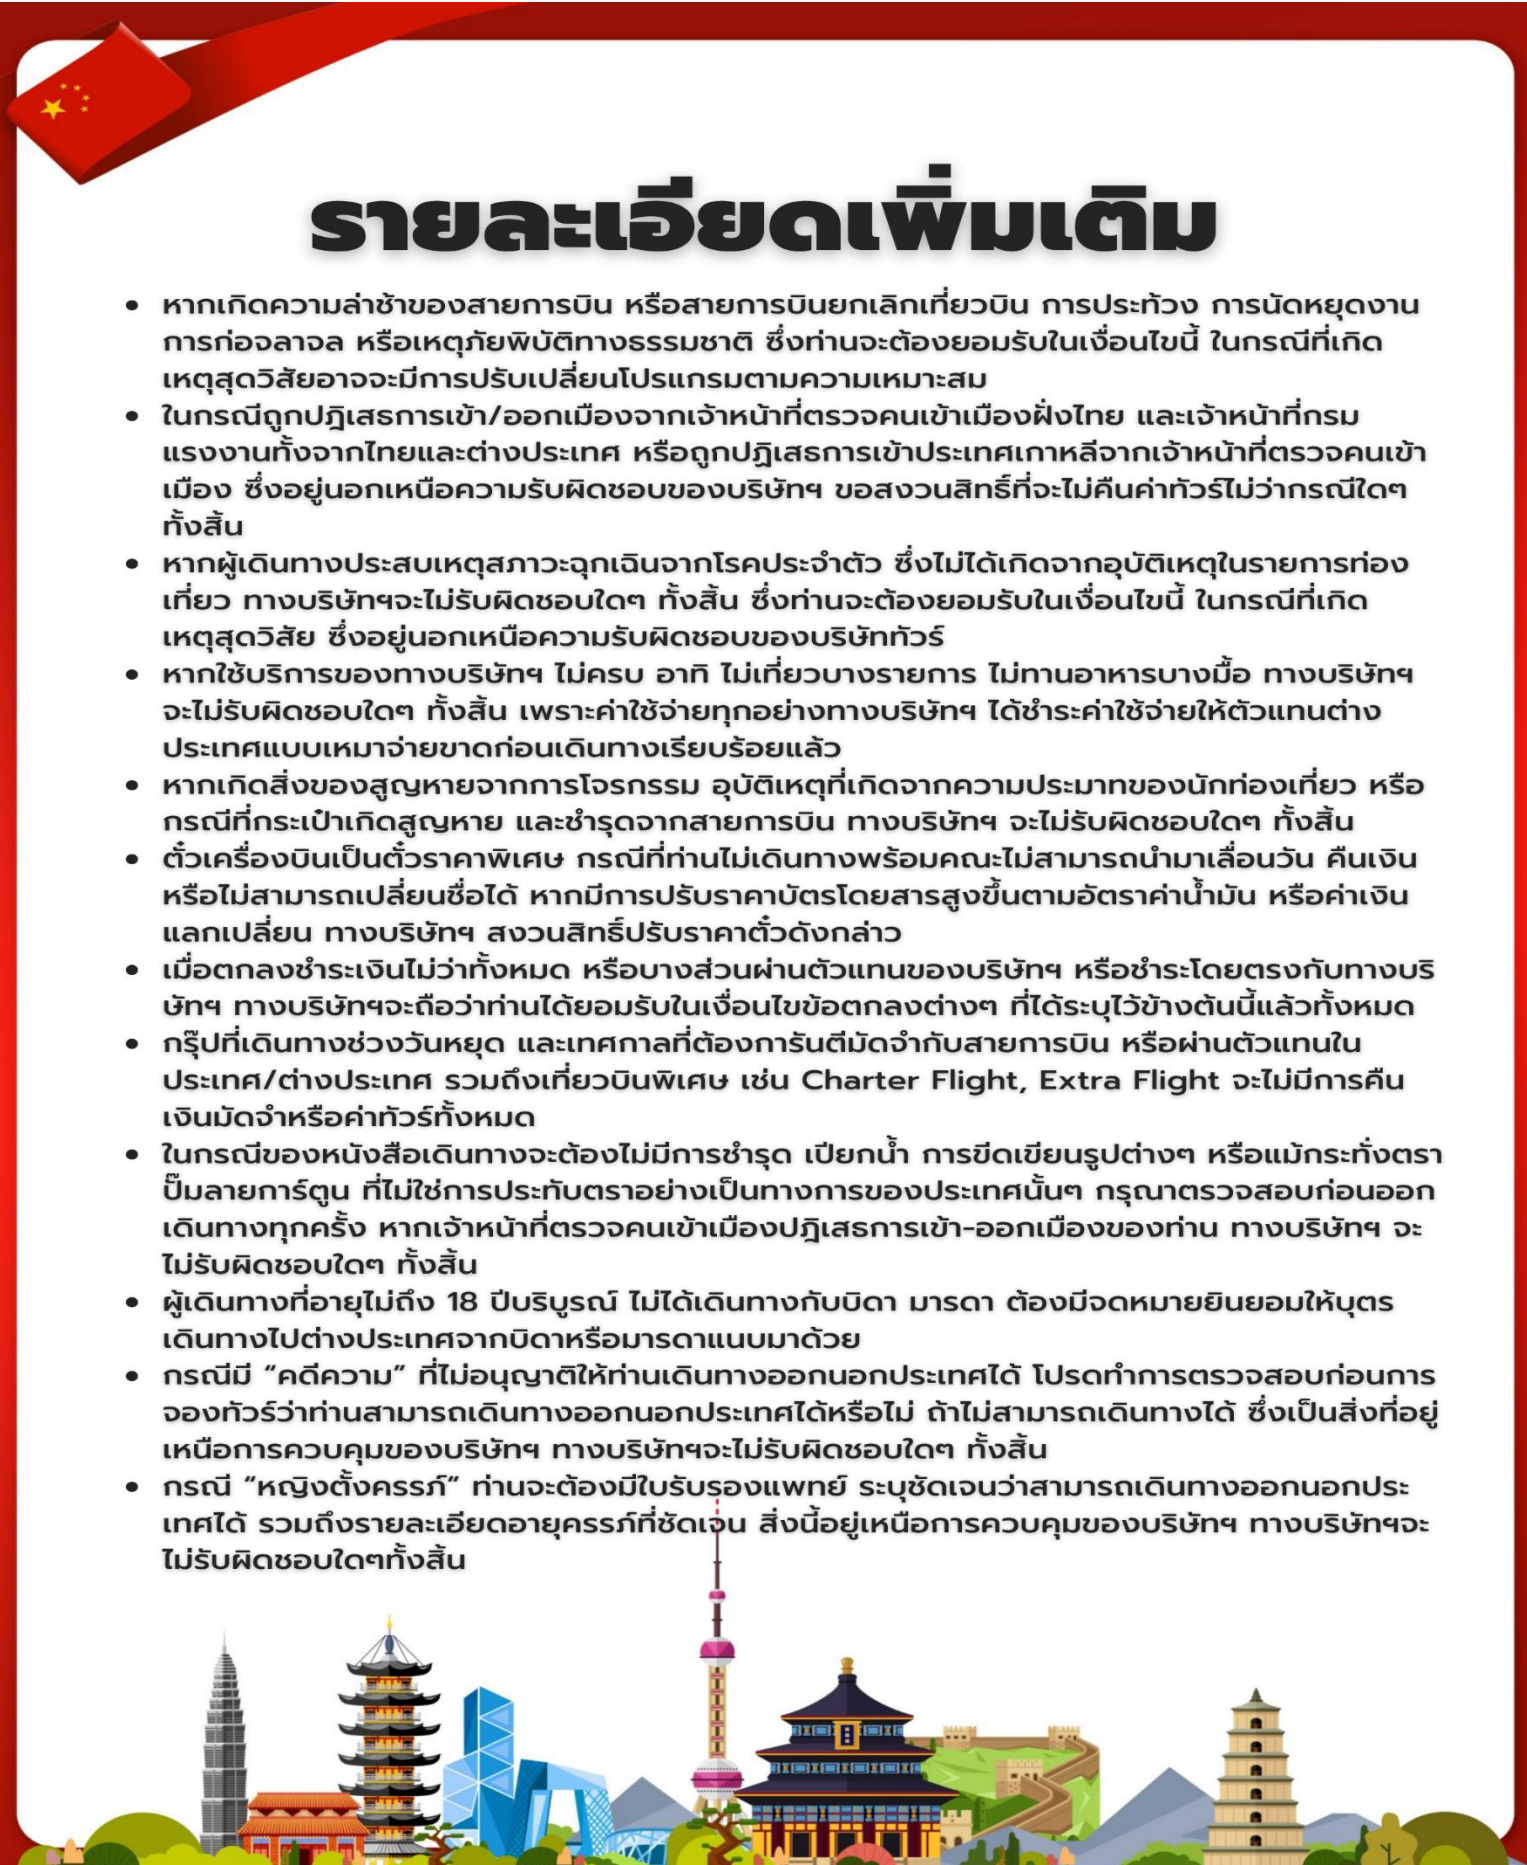 รายละเอียดเพิ่มเติม
• หากเกิดความล่าช้าของสายการบิน หรือสายการบินยกเลิกเที่ยวบิน การประท้วง การนัดหยุดงาน
การก่อจลาจล หรือเหตุภัยพิบัติทางธรรมชาติ ซึ่งท่านจะต้องยอมรับในเงื่อนไขนี้ ในกรณีที่เกิด
เหตุสุดวิสัยอาจจะมีการปรับเปลี่ยนโปรแกรมตามความเหมาะสม
• ในกรณีถูกปฎิเสธการเข้า/ออกเมืองจากเจ้าหน้าที่ตรวจคนเข้าเมืองฝั่งไทย และเจ้าหน้าที่กรม
แรงงานทั้งจากไทยและต่างประเทศ หรือถูกปฏิเสธการเข้าประเทศเกาหลีจากเจ้าหน้าที่ตรวจคนเข้า
เมือง ซึ่งอยู่นอกเหนือความรับผิดชอบของบริษัทฯ ขอสงวนสิทธิ์ที่จะไม่คืนค่าทัวร์ไม่ว่ากรณีใดๆ
ทั้งสิ้น
• หากผู้เดินทางประสบเหตุสภาวะฉุกเฉินจากโรคประจำตัว ซึ่งไม่ได้เกิดจากอุบัติเหตุในรายการท่อง
เที่ยว ทางบริษัทฯจะไม่รับผิดชอบใดๆ ทั้งสิ้น ซึ่งท่านจะต้องยอมรับในเงื่อนไขนี้ ในกรณีที่เกิด
เหตุสุดวิสัย ซึ่งอยู่นอกเหนือความรับผิดชอบของบริษัททัวร์
• หากใช้บริการของทางบริษัทฯ ไม่ครบ อาทิ ไม่เที่ยวบางรายการ ไม่ทานอาหารบางมื้อ ทางบริษัทฯ
จะไม่รับผิดชอบใดๆ ทั้งสิ้น เพราะค่าใช้จ่ายทุกอย่างทางบริษัทฯ ได้ชำระค่าใช้จ่ายให้ตัวแทนต่าง
ประเทศแบบเหมาจ่ายขาดก่อนเดินทางเรียบร้อยแล้ว
• หากเกิดสิ่งของสูญหายจากการโจรกรรม อุบัติเหตุที่เกิดจากความประมาทของนักท่องเที่ยว หรือ
กรณีที่กระเป๋าเกิดสูญหาย และชำรุดจากสายการบิน ทางบริษัทฯ จะไม่รับผิดชอบใดๆ ทั้งสิ้น
• ตั๋วเครื่องบินเป็นตั๋วราคาพิเศษ กรณีที่ท่านไม่เดินทางพร้อมคณะไม่สามารถนำมาเลื่อนวัน คืนเงิน
หรือไม่สามารถเปลี่ยนชื่อได้ หากมีการปรับราคาบัตรโดยสารสูงขึ้นตามอัตราค่าน้ำมัน หรือค่าเงิน
แลกเปลี่ยน ทางบริษัทฯ สงวนสิทธิ์ปรับราคาตั๋วดังกล่าว
• เมื่อตกลงชำระเงินไม่ว่าทั้งหมด หรือบางส่วนผ่านตัวแทนของบริษัทฯ หรือชำระโดยตรงกับทางบริ
ษัทฯ ทางบริษัทฯจะถือว่าท่านได้ยอมรับในเงื่อนไขข้อตกลงต่างๆ ที่ได้ระบุไว้ข้างต้นนี้แล้วทั้งหมด
• กรุ๊ปที่เดินทางช่วงวันหยุด และเทศกาลที่ต้องการันตีมัดจำกับสายการบิน หรือผ่านตัวแทนใน
ประเทศ/ต่างประเทศ รวมถึงเที่ยวบินพิเศษ เช่น Charter Flight, Extra Flight จะไม่มีการคืน
เงินมัดจำหรือค่าทัวร์ทั้งหมด
• ในกรณีของหนังสือเดินทางจะต้องไม่มีการชำรุด เปียกน้ำ การขีดเขียนรูปต่างๆ หรือแม้กระทั่งตรา
ปั๊มลายการ์ตูน ที่ไม่ใช่การประทับตราอย่างเป็นทางการของประเทศนั้นๆ กรุณาตรวจสอบก่อนออก
เดินทางทุกครั้ง หากเจ้าหน้าที่ตรวจคนเข้าเมืองปฎิเสธการเข้า-ออกเมืองของท่าน ทางบริษัทฯ จะ
ไม่รับผิดชอบใดๆ ทั้งสิ้น
• ผู้เดินทางที่อายุไม่ถึง 18 ปีบริบูรณ์ ไม่ได้เดินทางกับบิดา มารดา ต้องมีจดหมายยินยอมให้บุตร
เดินทางไปต่างประเทศจากบิดาหรือมารดาแนบมาด้วย
• กรณีมี “คดีความ” ที่ไม่อนุญาติให้ท่านเดินทางออกนอกประเทศได้ โปรดทำการตรวจสอบก่อนการ
จองทัวร์ว่าท่านสามารถเดินทางออกนอกประเทศได้หรือไม่ ถ้าไม่สามารถเดินทางได้ ซึ่งเป็นสิ่งที่อยู่
เหนือการควบคุมของบริษัทฯ ทางบริษัทฯจะไม่รับผิดชอบใดๆ ทั้งสิ้น
• กรณี “หญิงตั้งครรภ์” ท่านจะต้องมีใบรับรองแพทย์ ระบุชัดเจนว่าสามารถเดินทางออกนอกประ
เทศได้ รวมถึงรายละเอียดอายุครรภ์ที่ชัดเจน สิ่งนี้อยู่เหนือการควบคุมของบริษัทฯ ทางบริษัทฯจะ
ไม่รับผิดชอบใดๆทั้งสิ้น